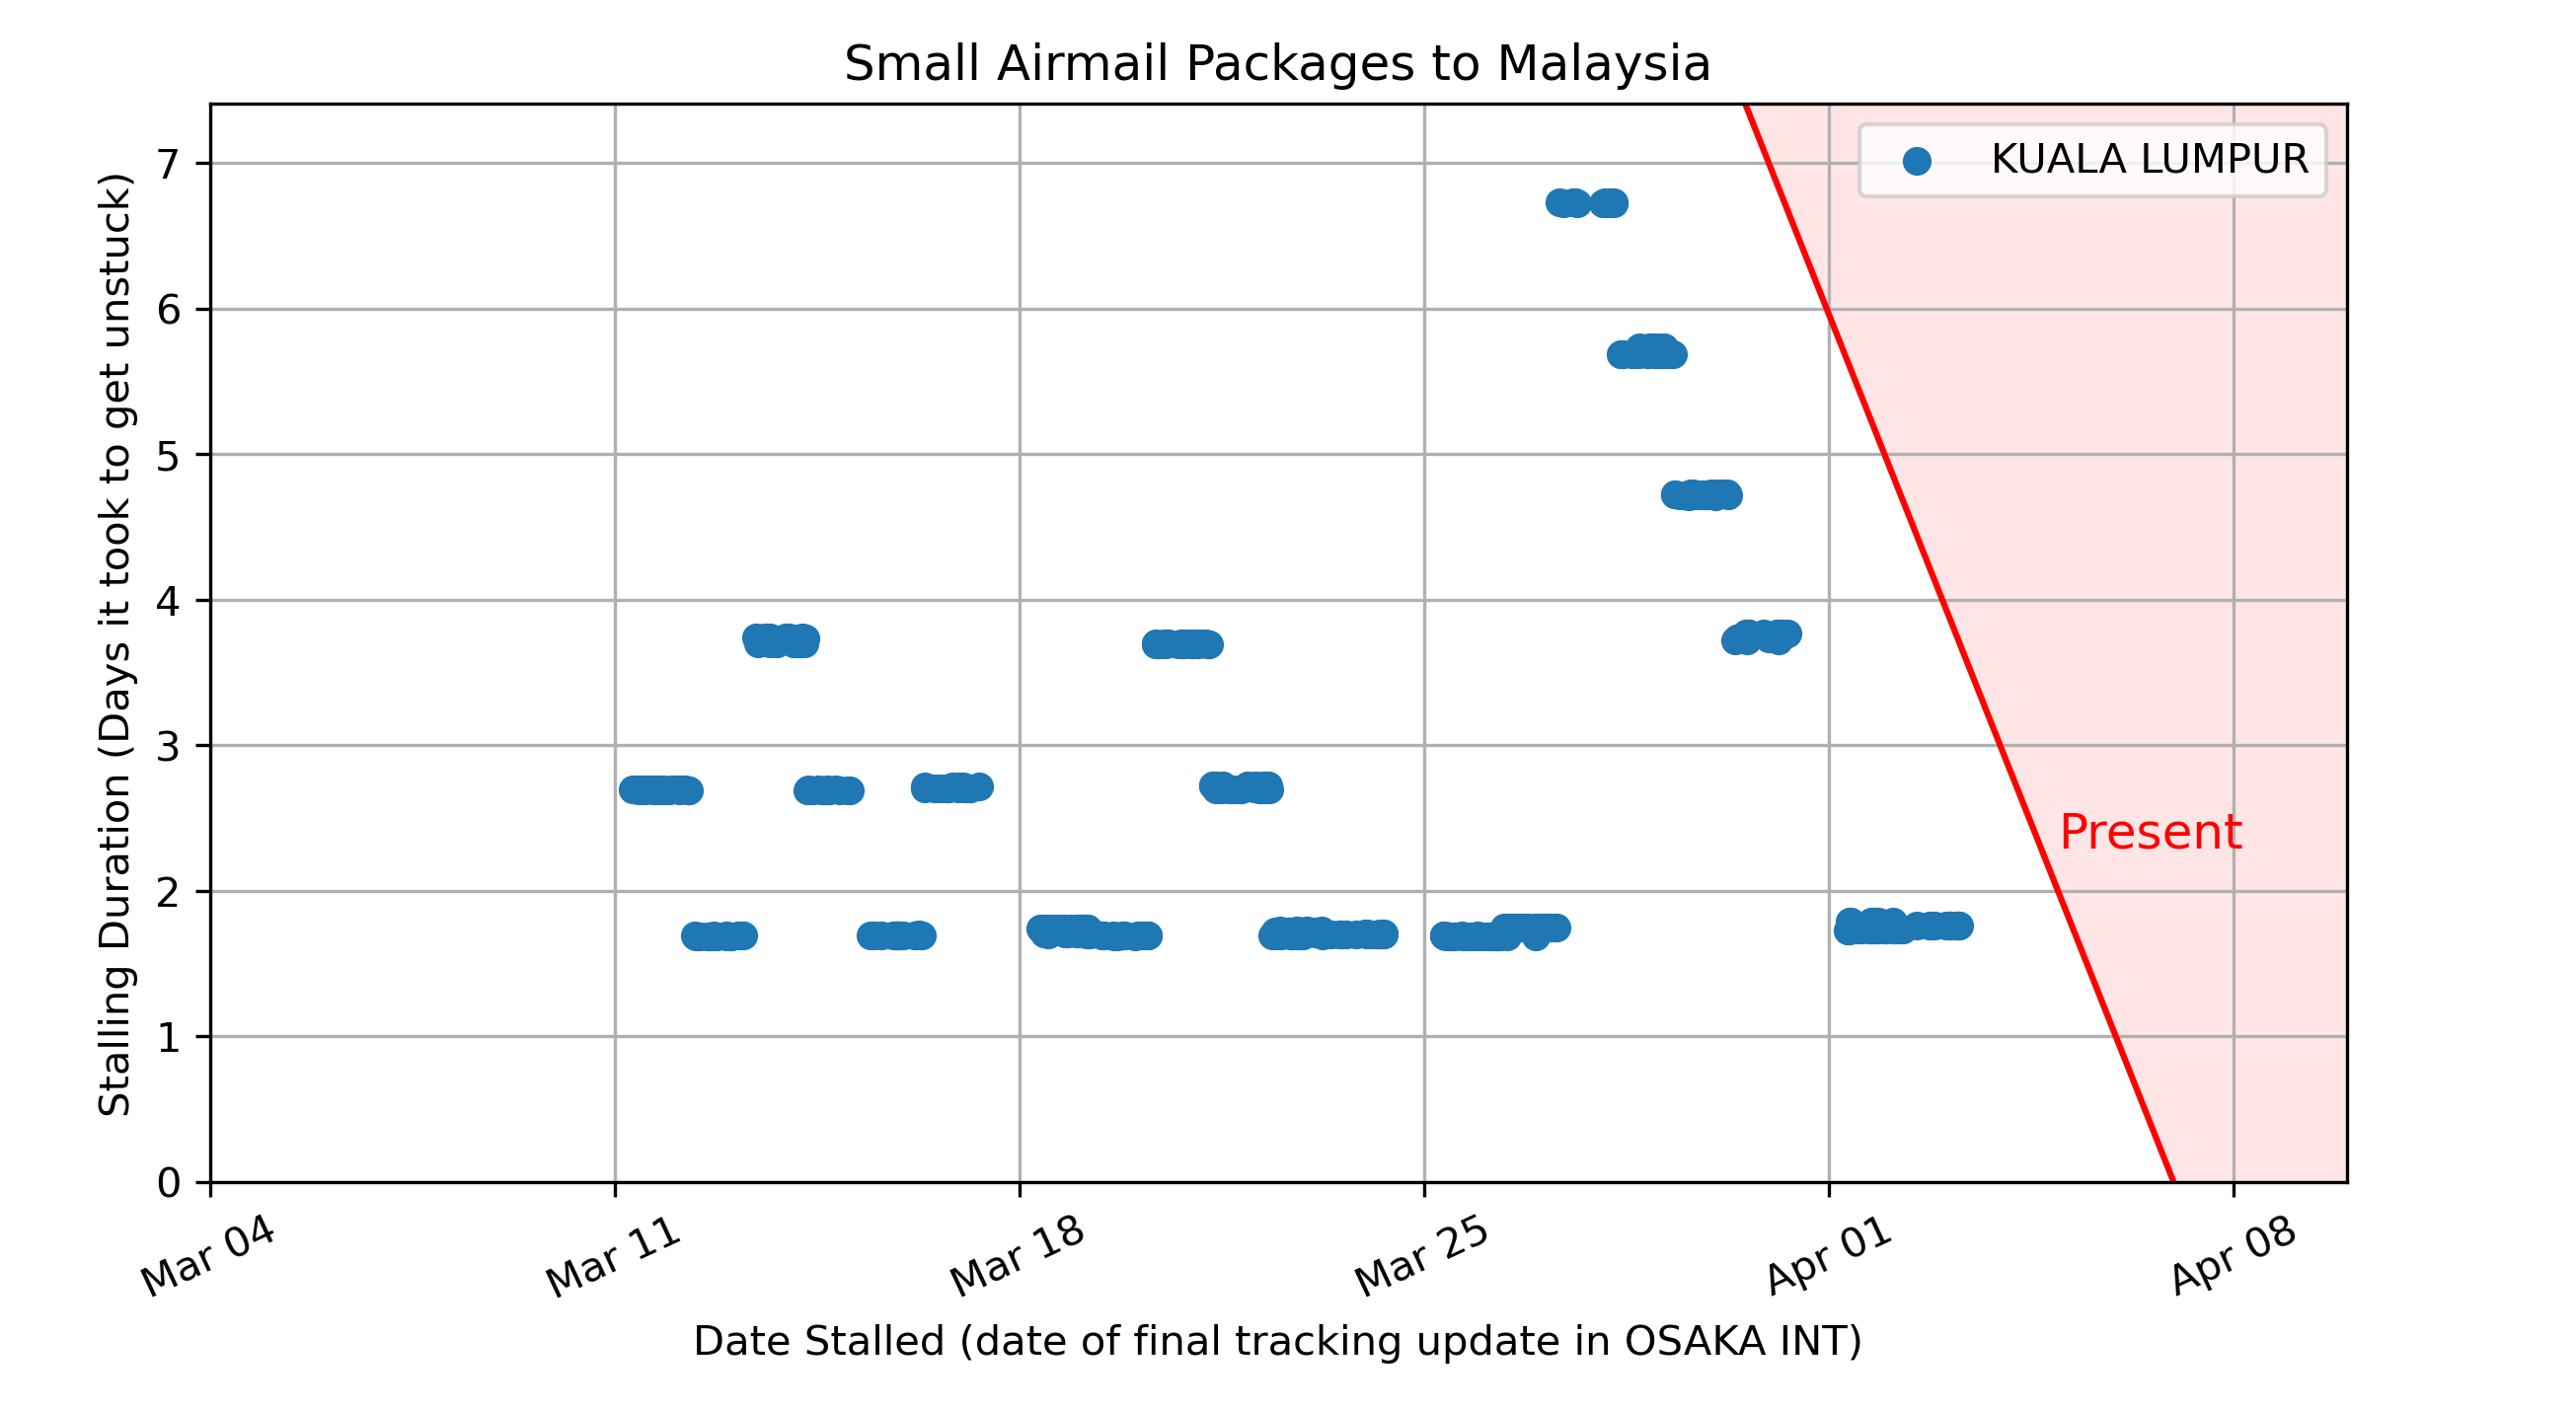 Small Airmail Packages to Malaysia
KUALA LUMPUR
Stalling Duration (Days it took to get unstuck)
7
6
5
4
3
2
1
0
Present
Mar 04
Mar 11
Mar 18
Mar 25
Apr 01
Apr 08
Date Stalled (date of final tracking update in OSAKA INT)